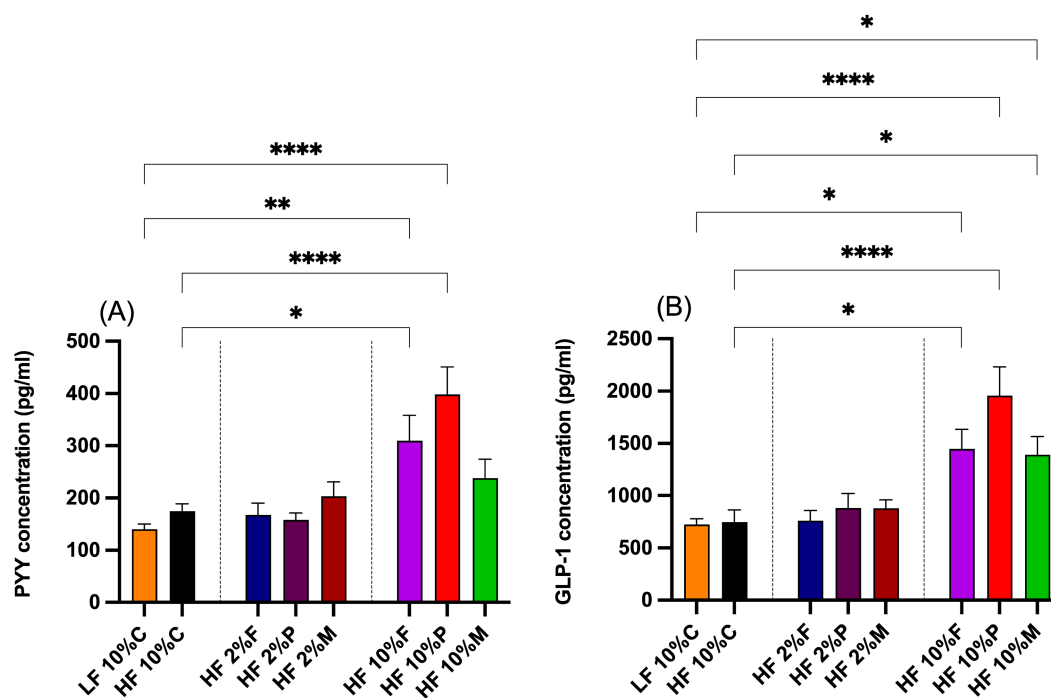 ****
**
****
*
(A)
PYY concentration (pg/ml)
500
400
300
200
100
0
LF 10%C
HF 10%C
HF 2%F
HF 2%P
HF 2%M
HF 10%F
HF 10%P
HF 10%M
*
****
*
*
****
*
(B)
GLP-1 concentration (pg/ml)
2500
2000
1500
1000
500
0
LF 10%C
HF 10%C
HF 2%F
HF 2%P
HF 2%M
HF 10%F
HF 10%P
HF 10%M